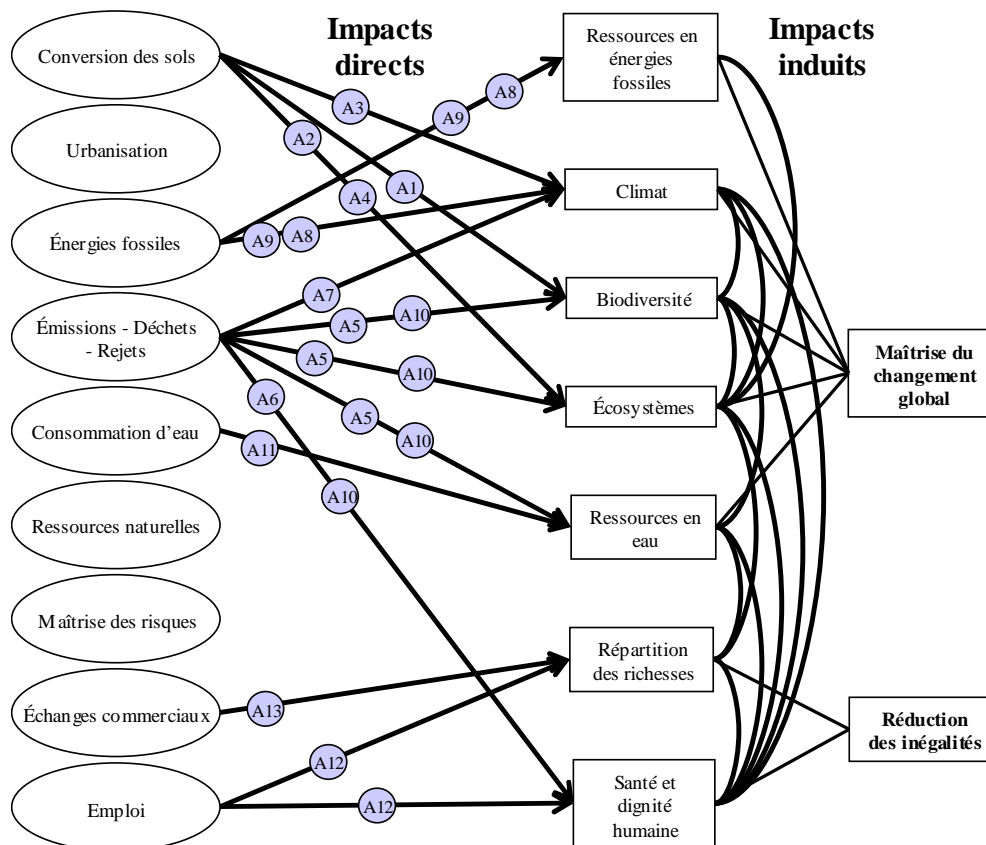 Impacts
directs
Impacts
induits
Conversion des sols
Urbanisation
Énergies fossiles
Émissions - Déchets
- Rejets
Consommation d'eau
Ressources naturelles
Maîtrise des risques
Échanges commerciaux
Emploi
A3
A9
A8
A2
A4
A1
A9
A8
A7
A5
A10
A5
A10
A6
A5
A10
A11
A10
A13
A12
A12
Ressources en
énergies
fossiles
Climat
Biodiversité
Écosystèmes
Ressources en
eau
Répartition
des richesses
Santé et
dignité
humaine
Maîtrise du
changement
global
Réduction
des inégalités